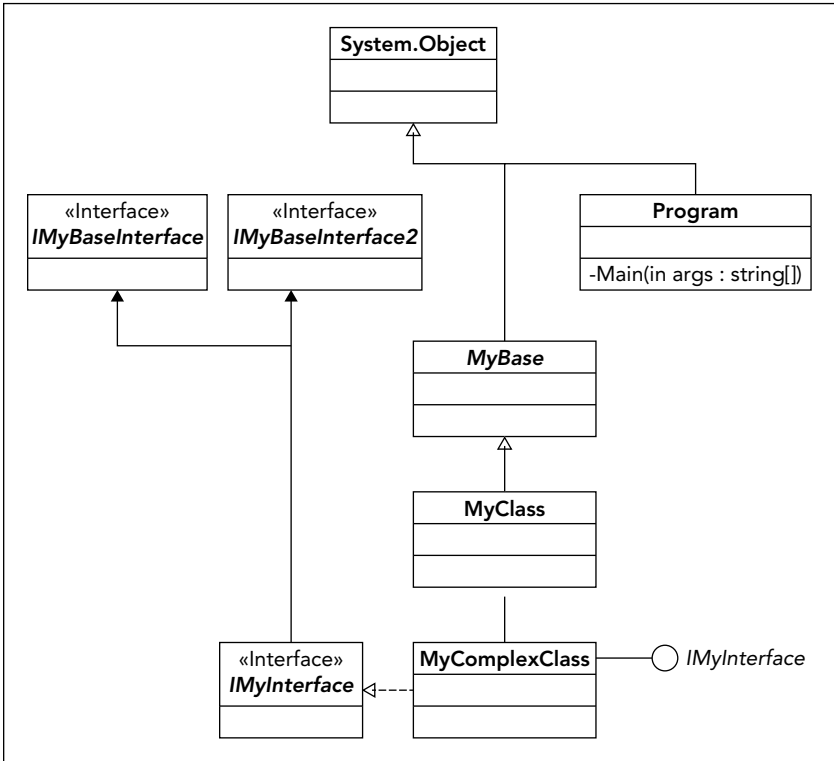 System.Object
«Interface»
IMyBaseInterface
«Interface»
IMyBaseInterface2
Program
-Main(in args : string[])
MyBase
MyClass
«Interface»
IMyInterface
MyComplexClass
IMyInterface